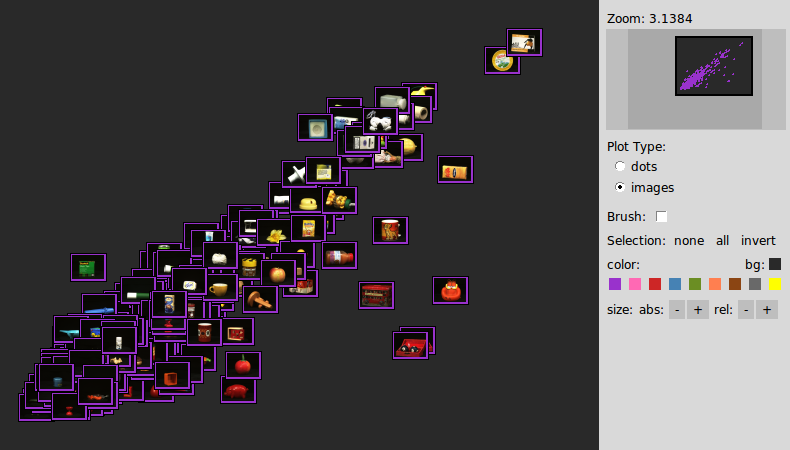 Zoom: 3.1384
Plot Type:
dots
images
Brush:
Selection: none all invert
color: bg:
size: abs: - + rel: - +